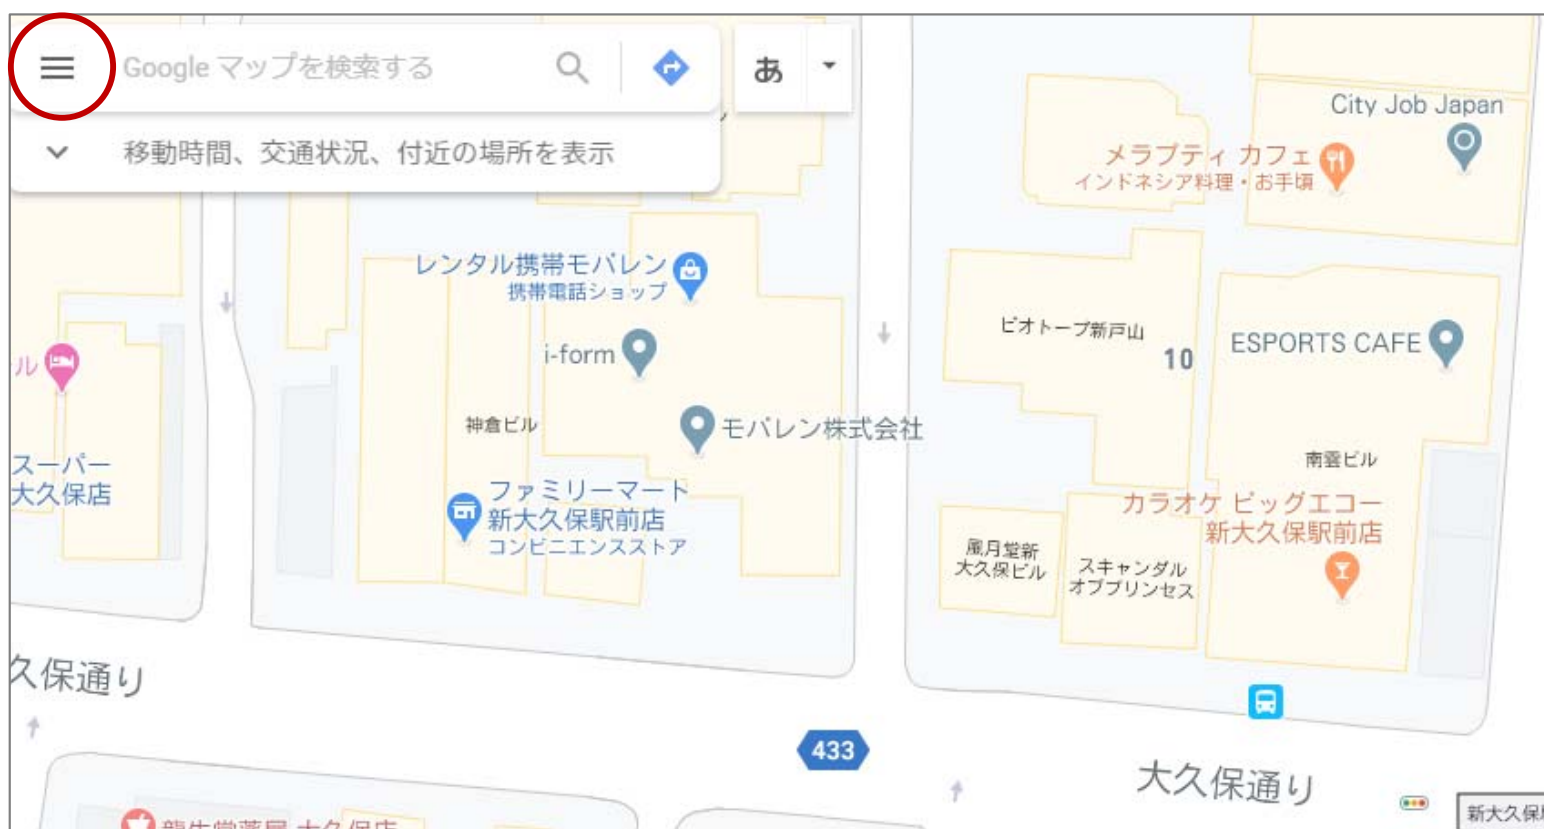 Google マップを検索する
あ
移動時間、交通状況、付近の場所を表示
City Job Japan
メラプティ カフェ
インドネシア料理・お手頃
レンタル携帯モバレン
携帯電話ショップ
i-form
ビオトープ新戸山
10
ESPORTS CAFE
ル
神倉ビル
モバレン株式会社
南雲ビル
スーパー
大久保店
ファミリーマート
新大久保駅前店
コンビニエンスストア
カラオケ ビッグエコー
新大久保駅前店
風月堂新
大久保ビル
スキャンダル
オブプリンセス
久保通り
433
大久保通り
新大久保